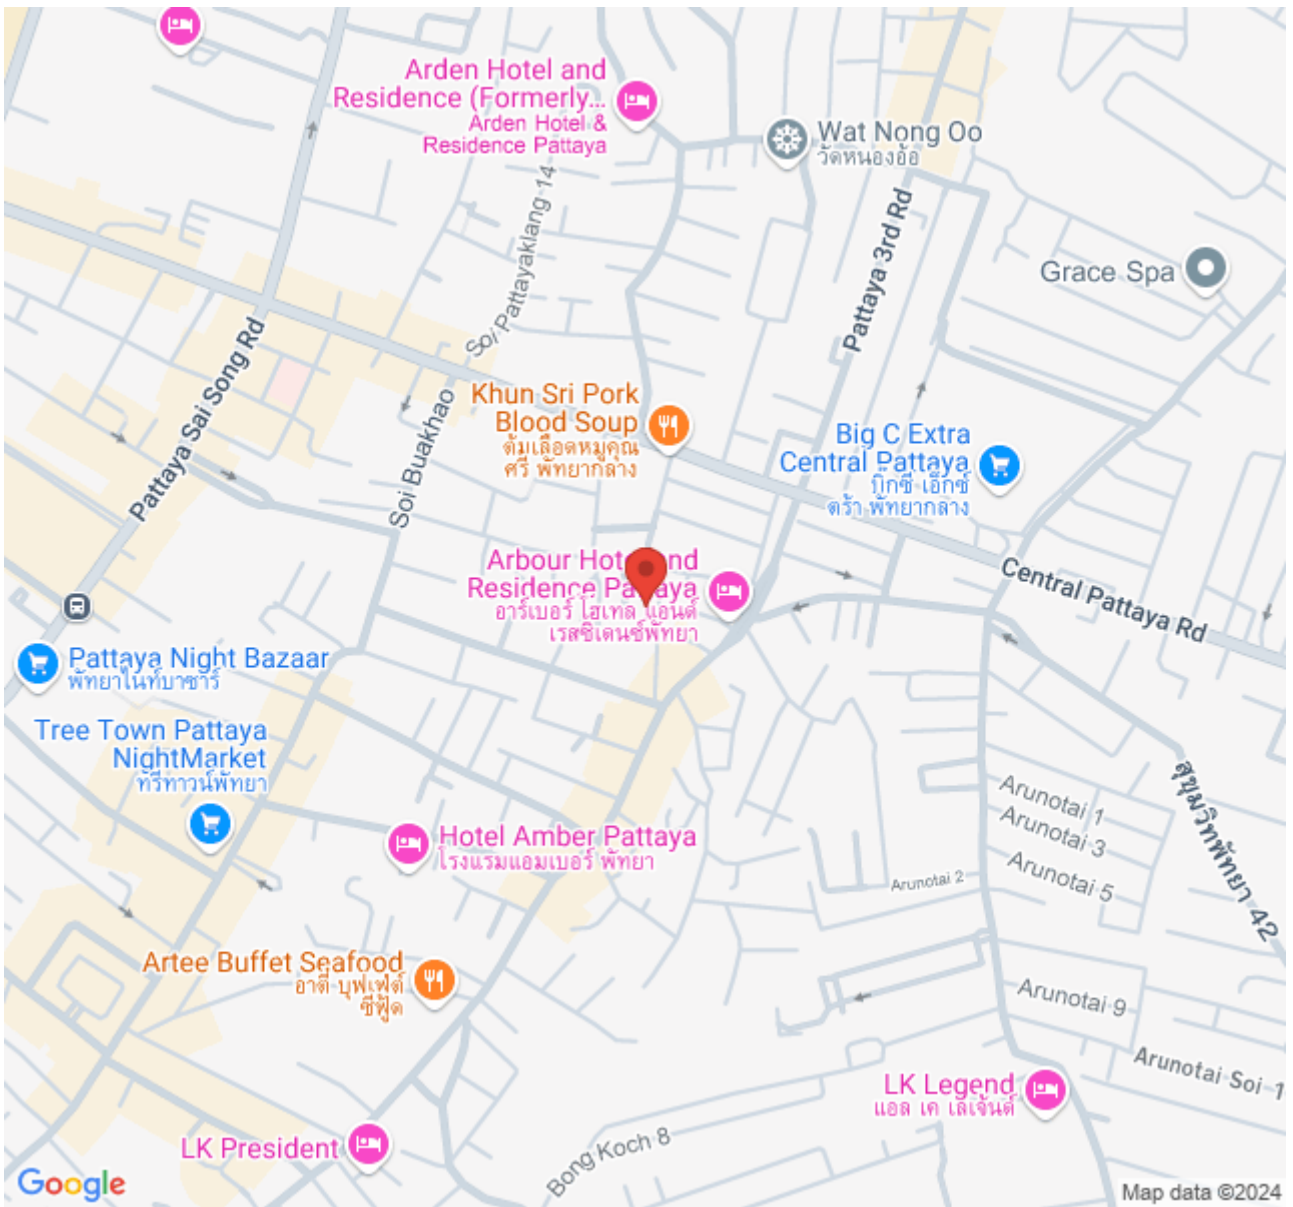 Arden Hotel and
Residence (Formerly...
Arden Hotel &
Residence Pattaya
Wat Nong Oo
วัดหนองอ้อ
Soi Pattayaklang 14
Pattaya 3rd Rd
Grace Spa
Pattaya Sai Song Rd
Soi Buakhao
Khun Sri Pork
Blood Soup
ต้มเลือดหมูคุณ
ศรี พัทยากลาง
Big C Extra
Central Pattaya
บิ๊กซี เอ็กซ์
ตร้า พัทยากลาง
Central Pattaya Rd
Arbour Hotel and
Residence Pattaya
อาร์เบอร์ โฮเทล แอนด์
เรสซิเดนซ์พัทยา
Pattaya Night Bazaar
พัทยาไนท์บาซาร์
Tree Town Pattaya
NightMarket
ทรีทาวน์พัทยา
Hotel Amber Pattaya
โรงแรมแอมเบอร์ พัทยา
Arunotai 1
Arunotai 3
Arunotai 5
Arunotai 2
สุขุมวิทพัทยา 42
Artee Buffet Seafood
อาตี๋ บุฟเฟ่ต์
ซีฟู้ด
Arunotai 9
Arunotai Soi 1
LK Legend
แอล เค เลเจ้นด์
LK President
Bong Koch 8
Google
Map data ©2024